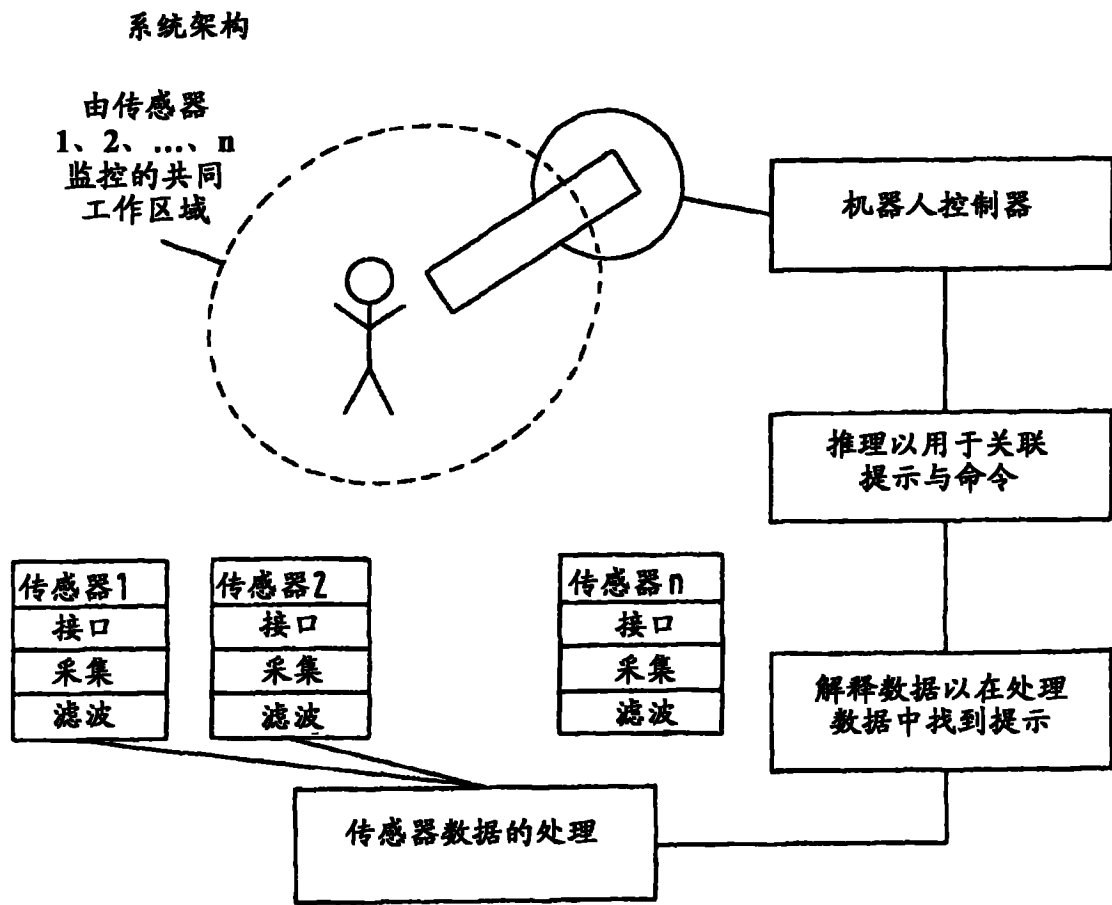 系统架构
由传感器
1、2、...、n
监控的共同
工作区域
机器人控制器
推理以用于关联
提示与命令
传感器1
接口
采集
滤波
传感器2
接口
采集
滤波
传感器n
接口
采集
滤波
解释数据以在处理
数据中找到提示
传感器数据的处理